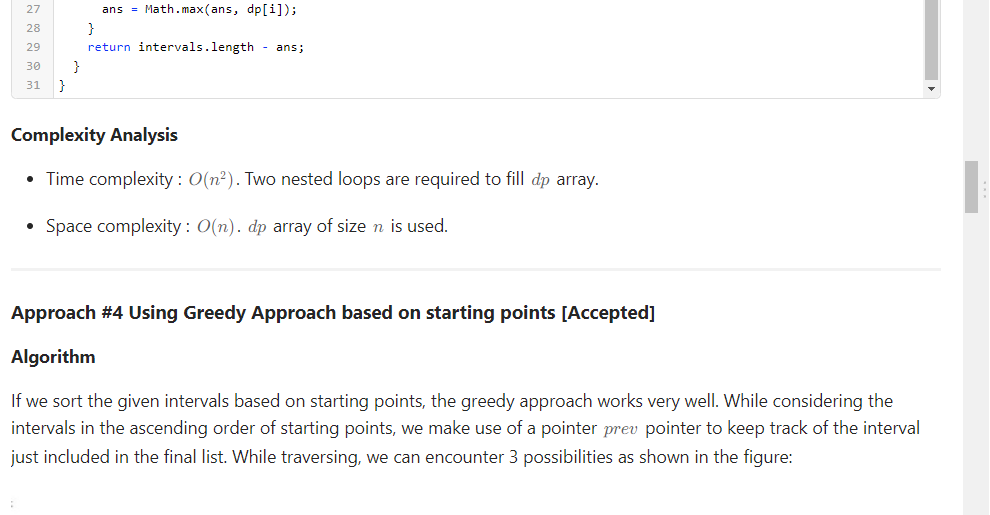 27 ans = Math.max(ans, dp[i]);
28 }
29 return intervals.length - ans;
30 }
31 }
Complexity Analysis
• Time complexity : O(n²). Two nested loops are required to fill dp array.
• Space complexity : O(n). dp array of size n is used.
Approach #4 Using Greedy Approach based on starting points [Accepted]
Algorithm
If we sort the given intervals based on starting points, the greedy approach works very well. While considering the
intervals in the ascending order of starting points, we make use of a pointer prev pointer to keep track of the interval
just included in the final list. While traversing, we can encounter 3 possibilities as shown in the figure: